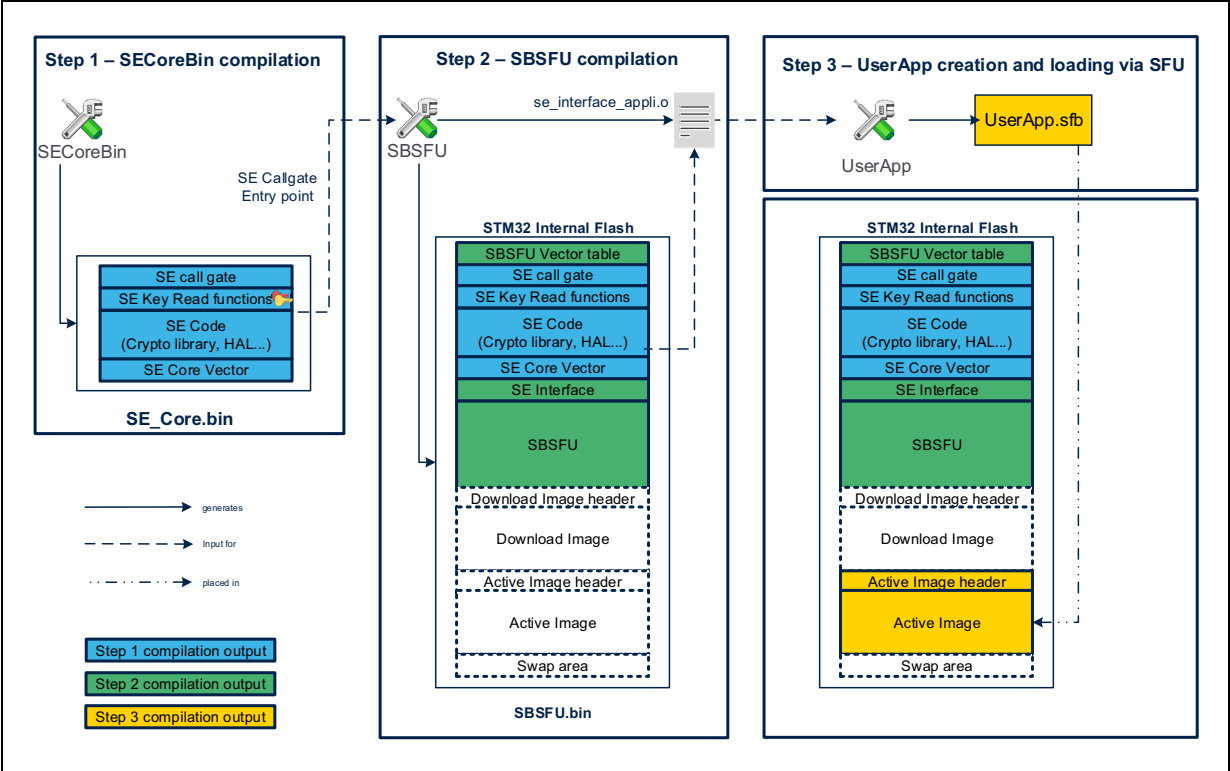 Step 1 – SECoreBin compilation
SECoreBin
SE Callgate
Entry point
SE call gate
SE Key Read functions
SE Code
(Crypto library, HAL...)
SE Core Vector
SE_Core.bin
generates
Input for
placed in
Step 1 compilation output
Step 2 compilation output
Step 3 compilation output
Step 2 – SBSFU compilation
se_interface_appli.o
SBSFU
STM32 Internal Flash
SBSFU Vector table
SE call gate
SE Key Read functions
SE Code
(Crypto library, HAL...)
SE Core Vector
SE Interface
SBSFU
Download Image header
Download Image
Active Image header
Active Image
Swap area
SBSFU.bin
Step 3 – UserApp creation and loading via SFU
UserApp.sfb
UserApp
STM32 Internal Flash
SBSFU Vector table
SE call gate
SE Key Read functions
SE Code
(Crypto library, HAL...)
SE Core Vector
SE Interface
SBSFU
Download Image header
Download Image
Active Image header
Active Image
Swap area